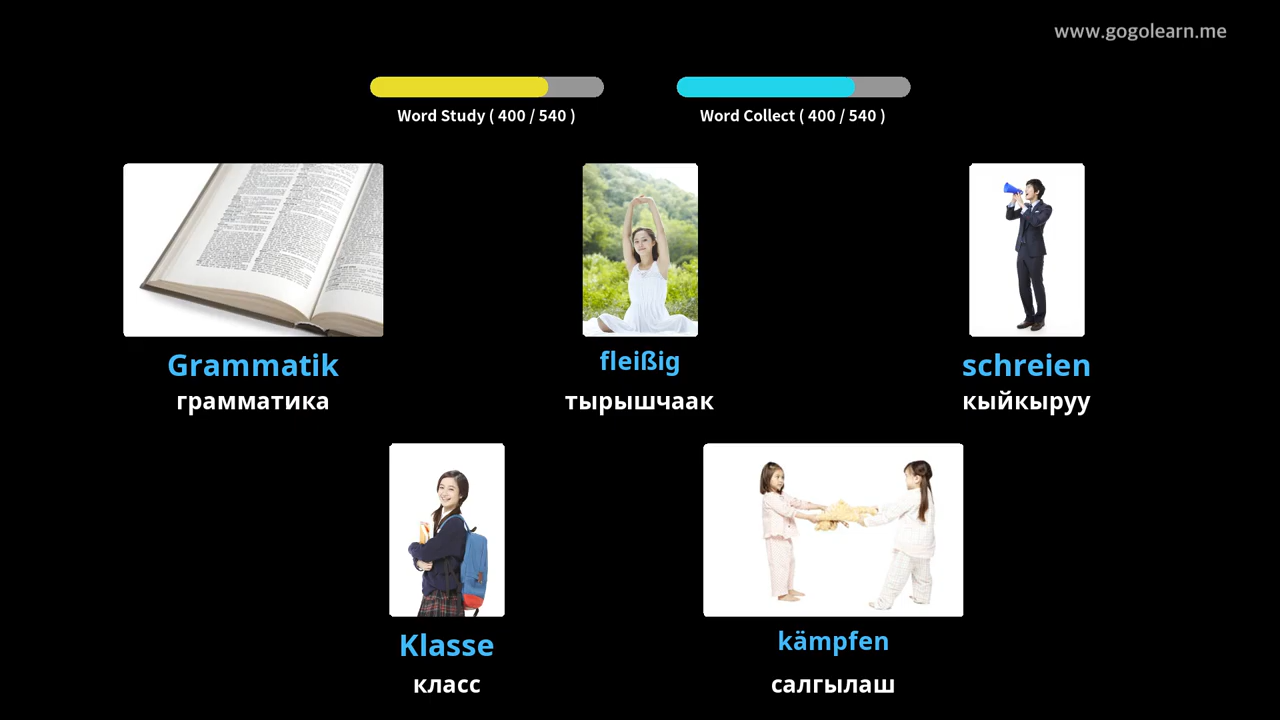 www.gogolearn.me
Word Study ( 400 / 540 )
Word Collect ( 400 / 540 )
Grammatik
грамматика
fleißig
тырышчаак
schreien
кыйкыруу
Klasse
класс
kämpfen
салгылаш